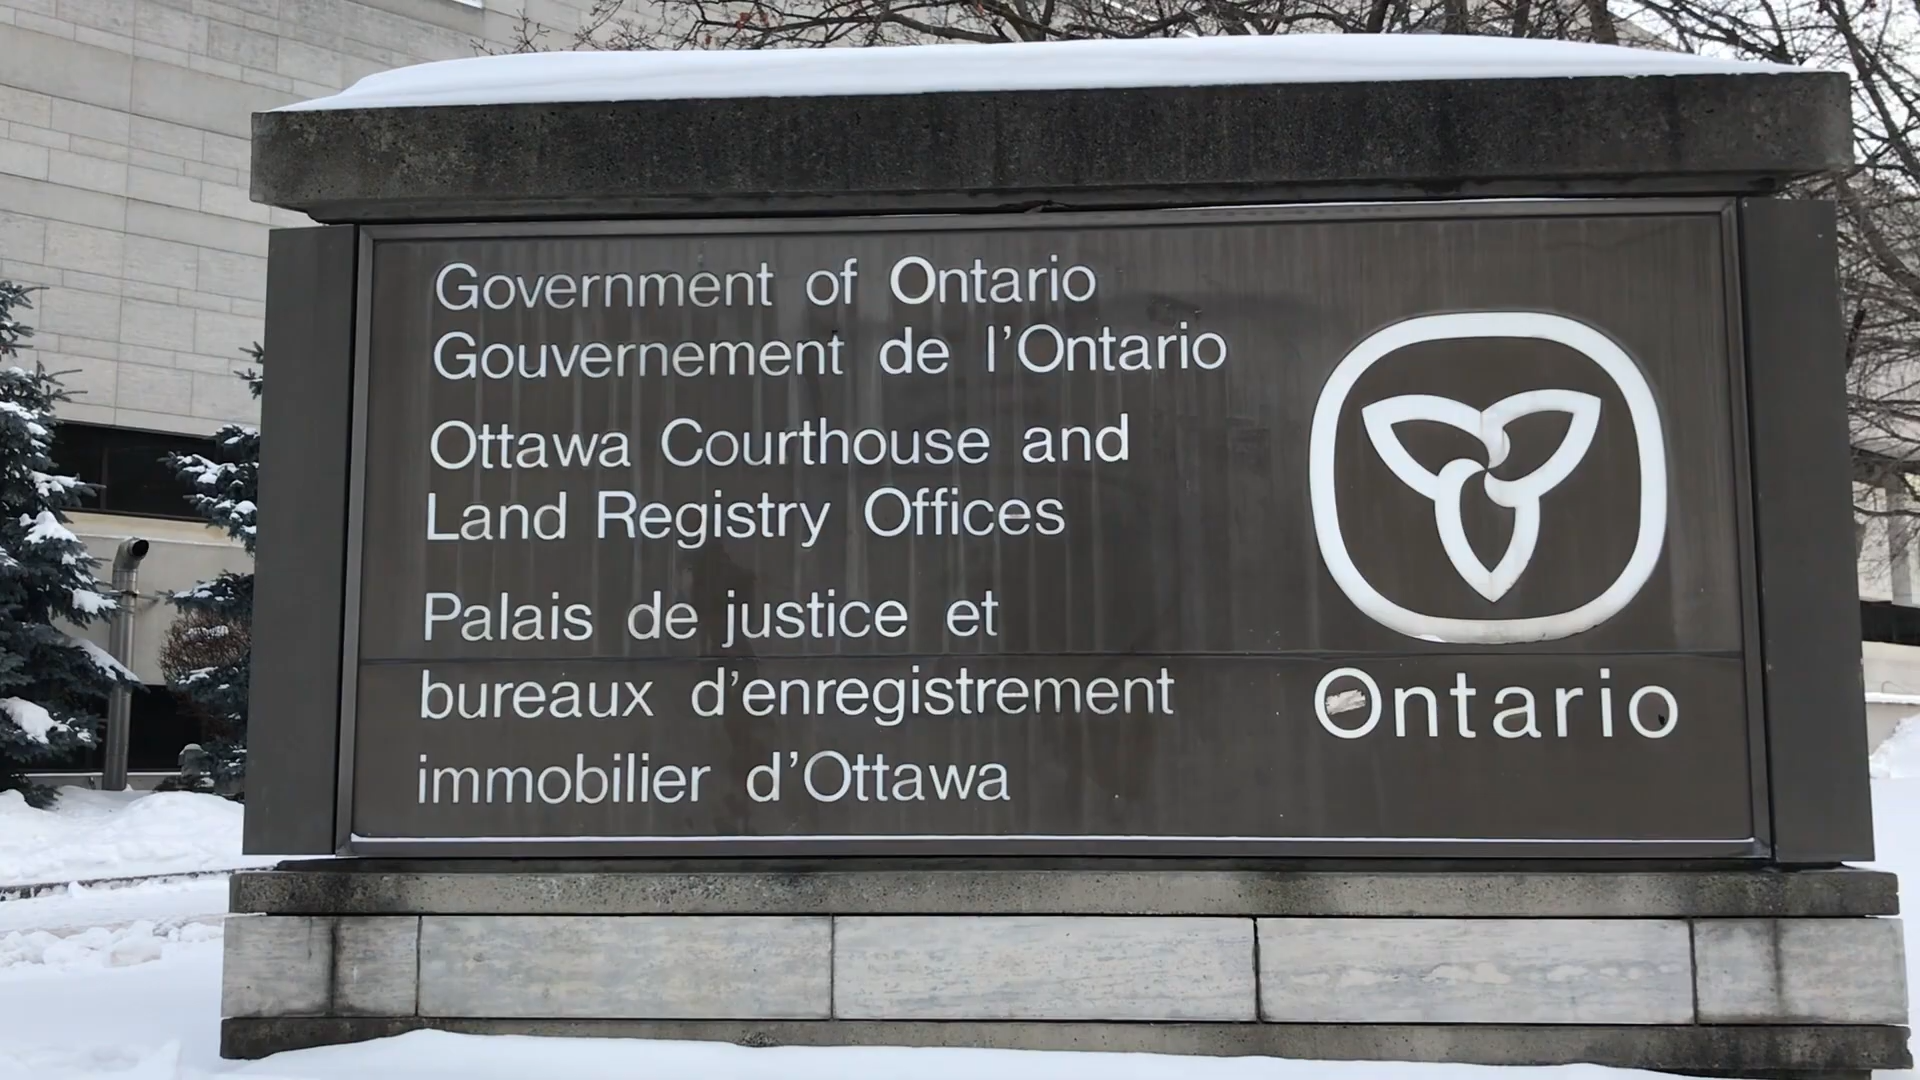 Government of Ontario
Gouvernement de l'Ontario
Ottawa Courthouse and
Land Registry Offices
Palais de justice et
bureaux d'enregistrement
immobilier d'Ottawa
Ontario